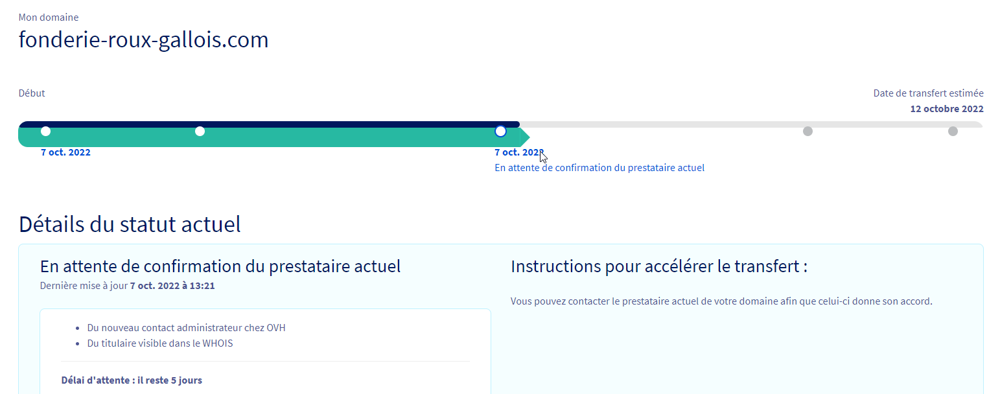 Mon domaine
fonderie-roux-gallois.com
Début
Date de transfert estimée
12 octobre 2022
7 oct. 2022
7 oct. 2022
En attente de confirmation du prestataire actuel
Détails du statut actuel
En attente de confirmation du prestataire actuel
Dernière mise à jour 7 oct. 2022 à 13:21
• Du nouveau contact administrateur chez OVH
• Du titulaire visible dans le WHOIS
Délai d'attente : il reste 5 jours
Instructions pour accélérer le transfert :
Vous pouvez contacter le prestataire actuel de votre domaine afin que celui-ci donne son accord.